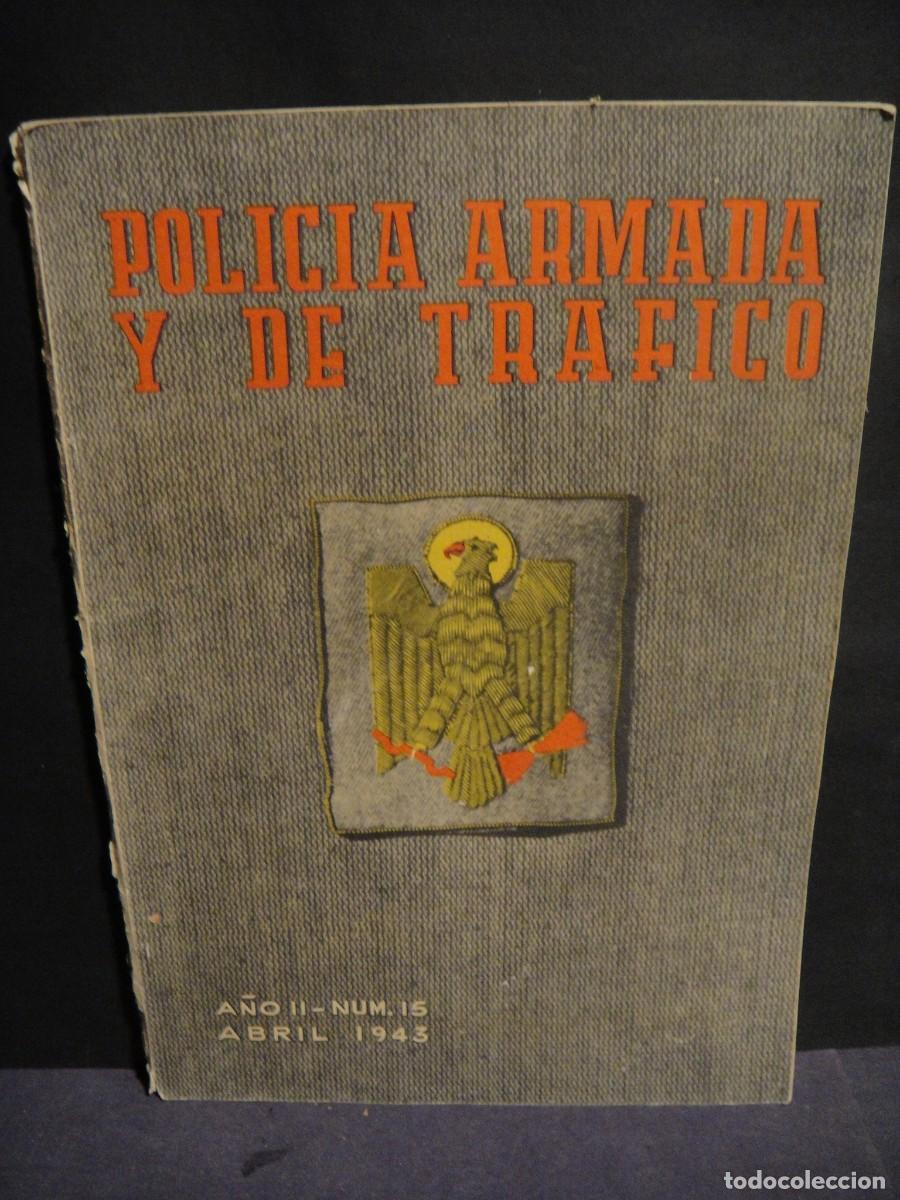 POLICIA ARMADA
Y DE TRAFICO
AÑO II - NUM. 15
ABRIL 1943
todocoleccion